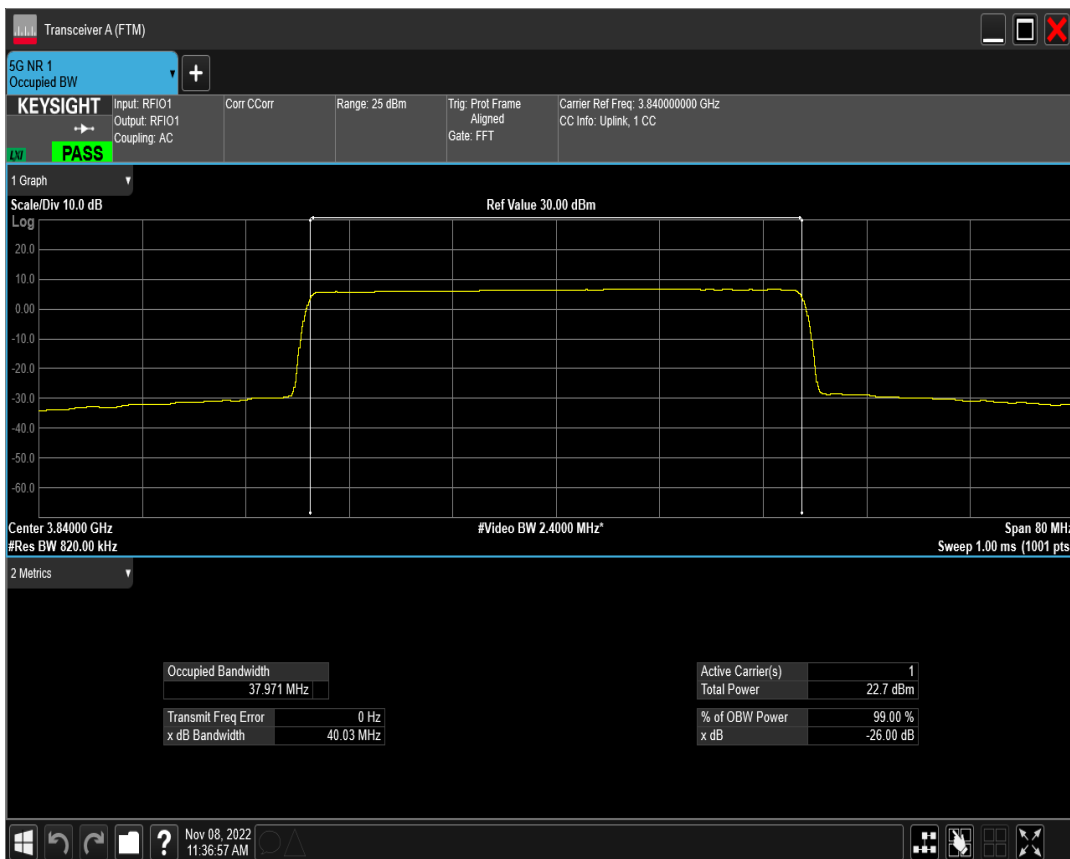 Transceiver A (FTM)
5G NR 1
Occupied BW
+
KEYSIGHT
LXI
PASS
Input: RFIO1
Output: RFIO1
Coupling: AC
Corr CCorr
Range: 25 dBm
Trig: Prot Frame
Aligned
Gate: FFT
Carrier Ref Freq: 3.840000000 GHz
CC Info: Uplink, 1 CC
1 Graph
Scale/Div 10.0 dB
Ref Value 30.00 dBm
Log
20.0
10.0
0.00
-10.0
-20.0
-30.0
-40.0
-50.0
-60.0
Center 3.84000 GHz
#Video BW 2.4000 MHz*
Span 80 MHz
#Res BW 820.00 kHz
Sweep 1.00 ms (1001 pts
2 Metrics
Occupied Bandwidth
37.971 MHz
Transmit Freq Error 0 Hz
x dB Bandwidth 40.03 MHz
Active Carrier(s) 1
Total Power 22.7 dBm
% of OBW Power 99.00 %
x dB -26.00 dB
?
Nov 08, 2022
11:36:57 AM